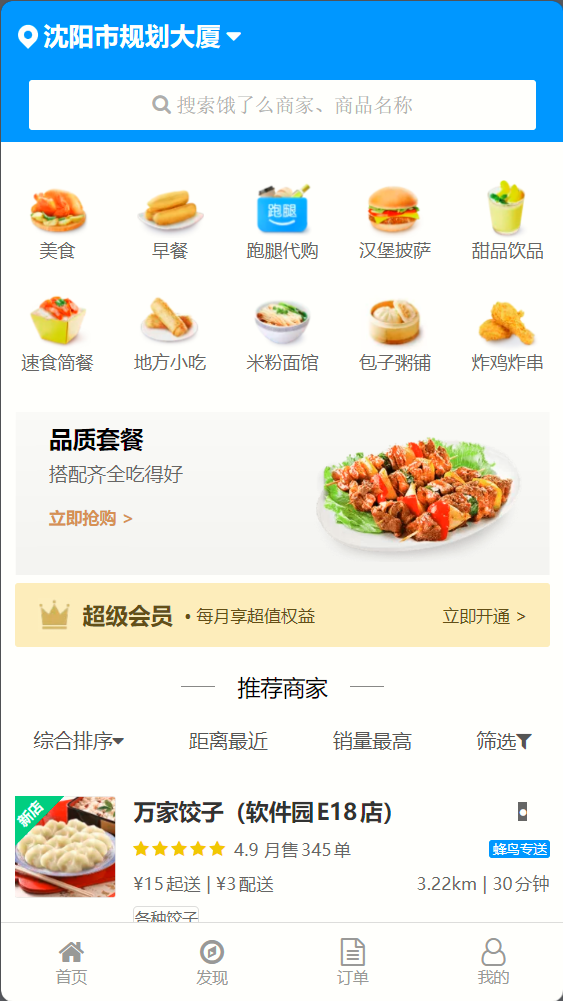 沈阳市规划大厦
搜索饿了么商家、商品名称
跑腿
美食 早餐 跑腿代购 汉堡披萨 甜品饮品
速食简餐 地方小吃 米粉面馆 包子粥铺 炸鸡炸串
品质套餐
搭配齐全吃得好
立即抢购 >
超级会员 • 每月享超值权益 立即开通 >
推荐商家
综合排序 距离最近 销量最高 筛选
新店
万家饺子（软件园E18店）
4.9 月售345单 蜂鸟专送
¥15起送 | ¥3配送 3.22km | 30分钟
各种饺子
首页 发现 订单 我的